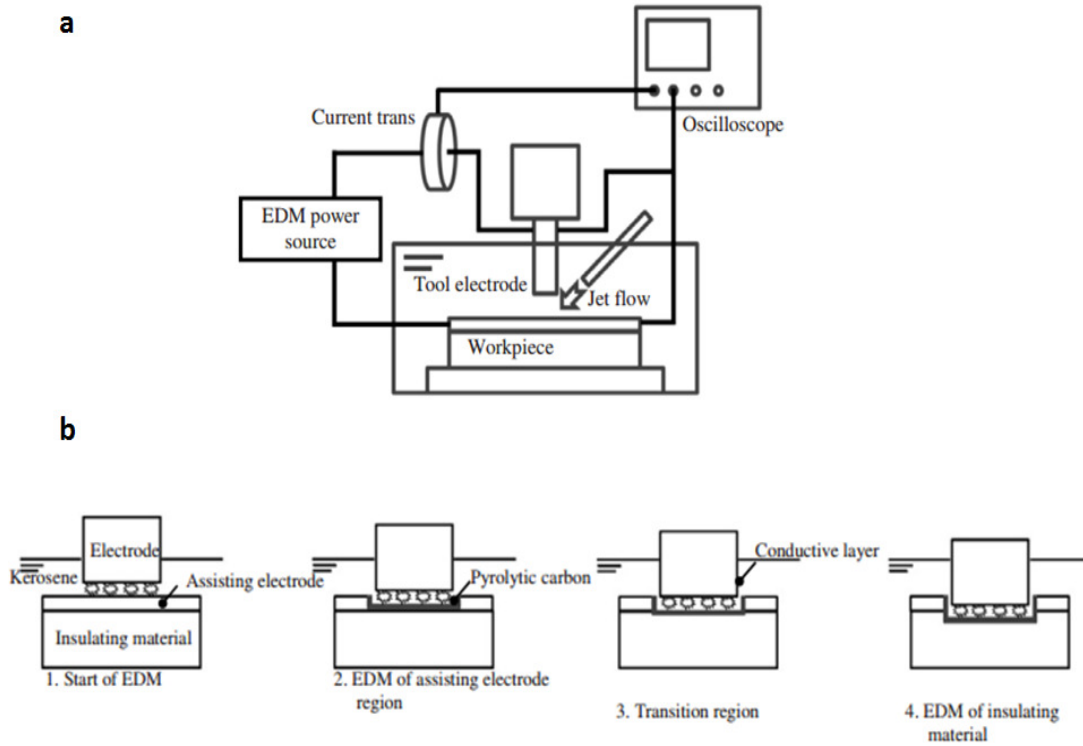 a
Current trans
Oscilloscope
EDM power
source
Tool electrode
Jet flow
Workpiece
b
Electrode
Kerosene
Assisting electrode
Insulating material
1. Start of EDM
Pyrolytic carbon
2. EDM of assisting electrode
region
Conductive layer
3. Transition region
4. EDM of insulating
material